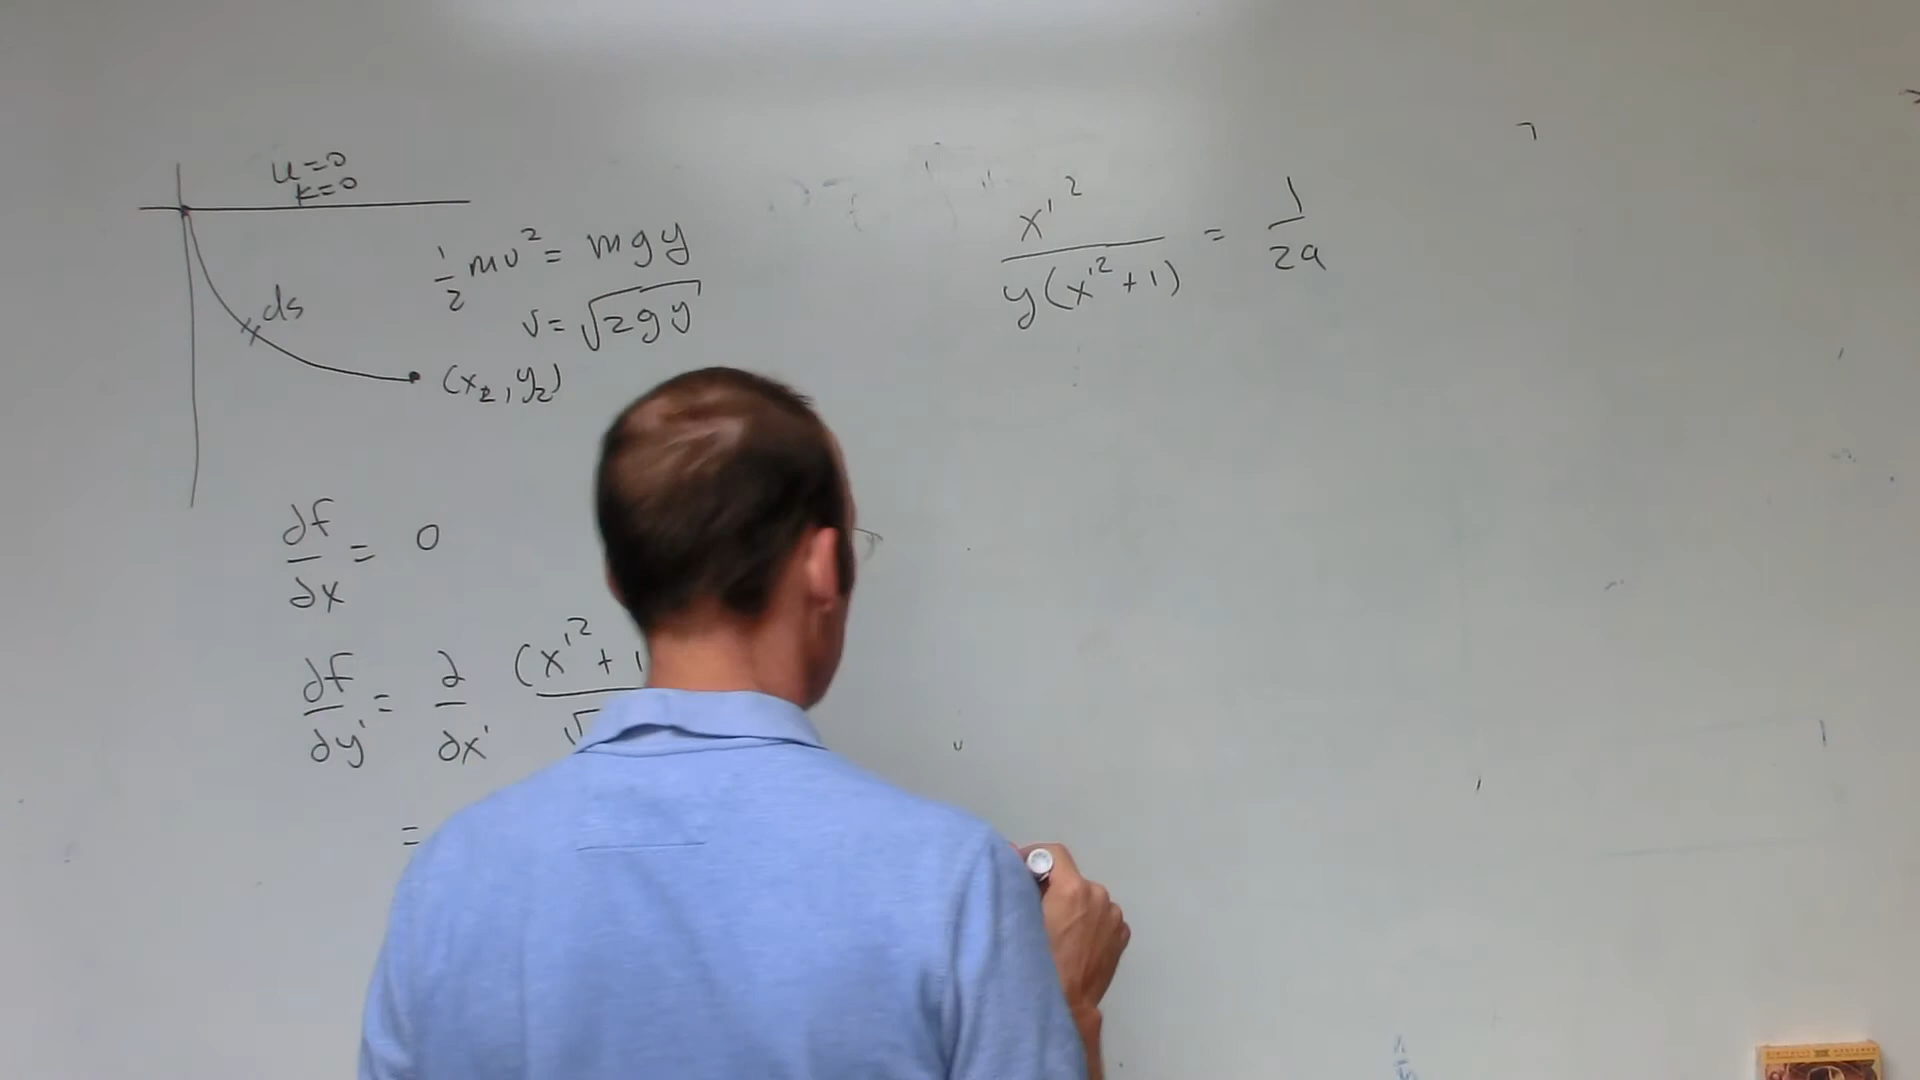 u=0
k=0
1/2 mv² = mgy
v = √2gy
ds
(x₂, y₂)
∂f/∂x = 0
∂f/∂y' = ∂/∂x' (x'² + 1
=
x'²/y(x'² + 1) = 1/2a